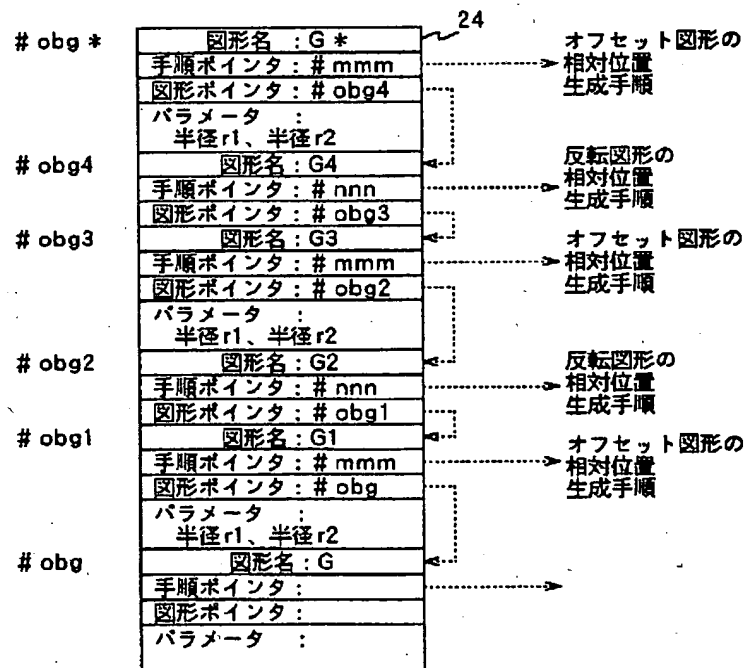 24
# obg *
図形名 : G *
手順ポインタ : # mmm
図形ポインタ : # obg4
パラメータ :
半径r1、半径r2
オフセット図形の
相対位置
生成手順
# obg4
図形名 : G4
手順ポインタ : # nnn
図形ポインタ : # obg3
反転図形の
相対位置
生成手順
# obg3
図形名 : G3
手順ポインタ : # mmm
図形ポインタ : # obg2
パラメータ :
半径r1、半径r2
オフセット図形の
相対位置
生成手順
# obg2
図形名 : G2
手順ポインタ : # nnn
図形ポインタ : # obg1
反転図形の
相対位置
生成手順
# obg1
図形名 : G1
手順ポインタ : # mmm
図形ポインタ : # obg
パラメータ :
半径r1、半径r2
オフセット図形の
相対位置
生成手順
# obg
図形名 : G
手順ポインタ :
図形ポインタ :
パラメータ :